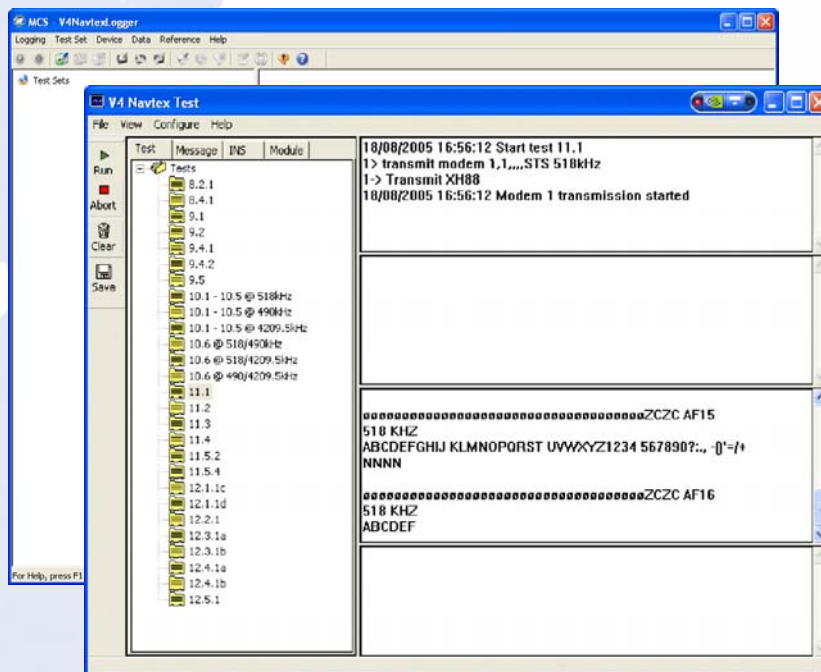 MCS - V4NavtexLogger
Logging Test Set Device Data Reference Help
Test Sets
For Help, press F1
V4 Navtex Test
File View Configure Help
Run
Abort
Clear
Save
Test Message INS Module
Tests
8.2.1
8.4.1
9.1
9.2
9.4.1
9.4.2
9.5
10.1 - 10.5 @ 518kHz
10.1 - 10.5 @ 490kHz
10.1 - 10.5 @ 4209.5kHz
10.6 @ 518/490kHz
10.6 @ 518/4209.5kHz
10.6 @ 490/4209.5kHz
11.1
11.2
11.3
11.4
11.5.2
11.5.4
12.1.1c
12.1.1d
12.2.1
12.3.1a
12.3.1b
12.4.1a
12.4.1b
12.5.1
18/08/2005 16:56:12 Start test 11.1
1> transmit modem 1,1,,,,STS 518kHz
1-> Transmit XH88
18/08/2005 16:56:12 Modem 1 transmission started
øøøøøøøøøøøøøøøøøøøøøøøøøøøøøøøøøøøøZCZC AF15
518 KHZ
ABCDEFGHIJ KLMNOPQRST UVWXYZ1234 567890?:., -()'=/+
NNNN
øøøøøøøøøøøøøøøøøøøøøøøøøøøøøøøøøøøøZCZC AF16
518 KHZ
ABCDEF